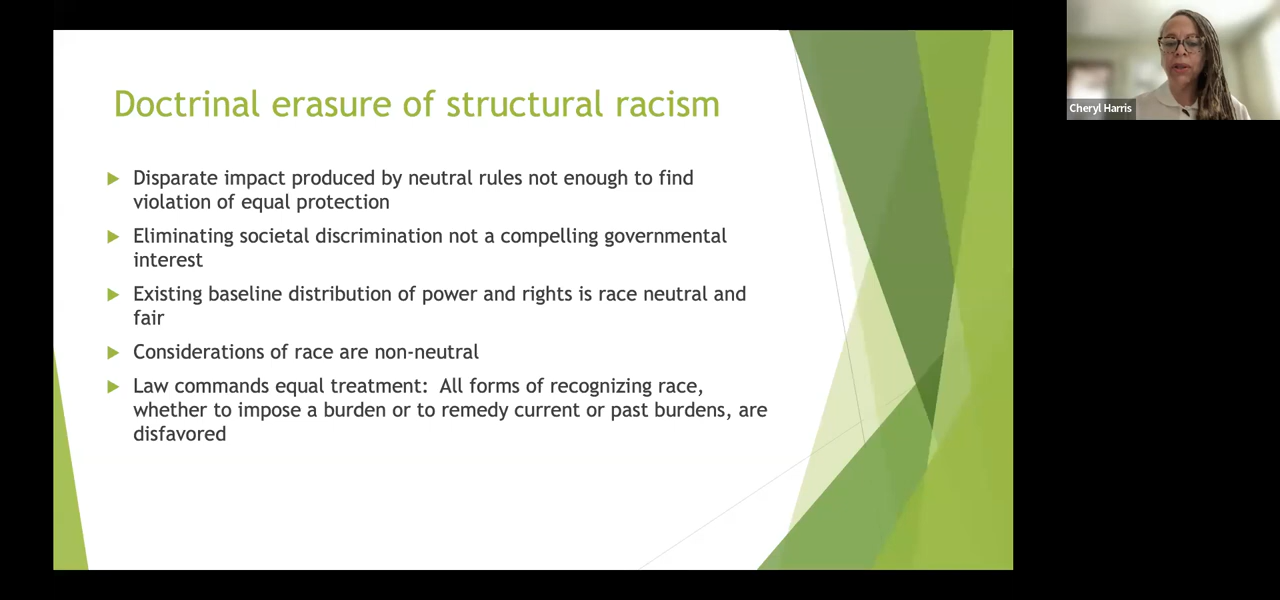 Doctrinal erasure of structural racism
Disparate impact produced by neutral rules not enough to find
violation of equal protection
Eliminating societal discrimination not a compelling governmental
interest
Existing baseline distribution of power and rights is race neutral and
fair
Considerations of race are non-neutral
Law commands equal treatment:  All forms of recognizing race,
whether to impose a burden or to remedy current or past burdens, are
disfavored
Cheryl Harris